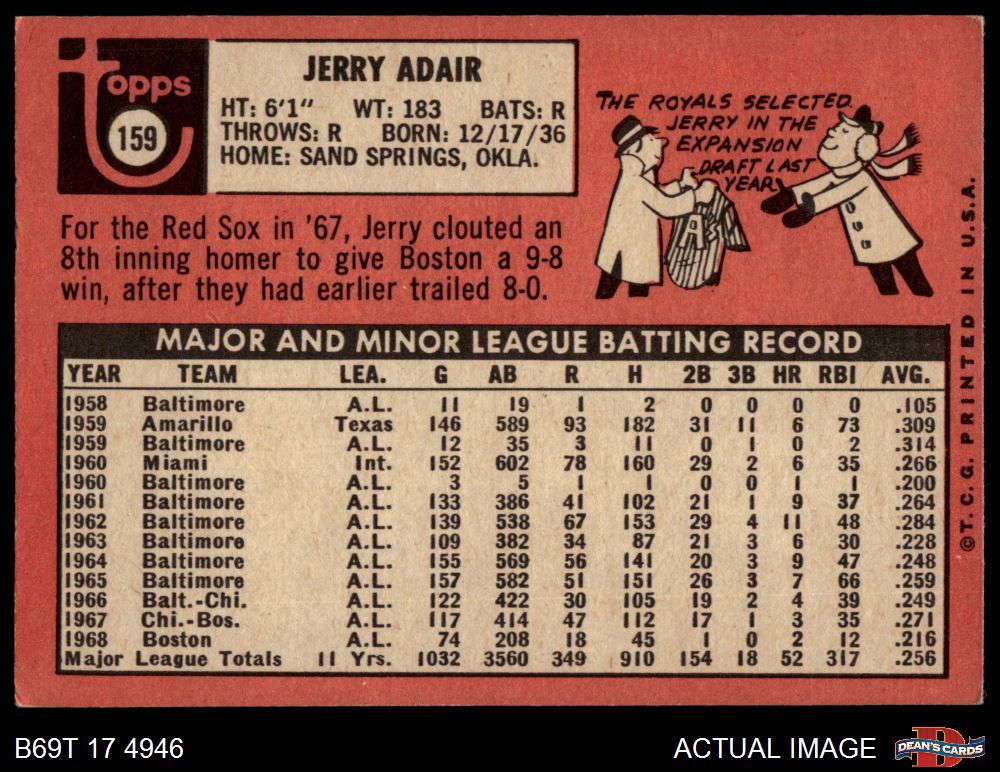 Topps
159
JERRY ADAIR
HT: 6'1" WT: 183 BATS: R
THROWS: R BORN: 12/17/36
HOME: SAND SPRINGS, OKLA.
THE ROYALS SELECTED
JERRY IN THE
EXPANSION
DRAFT LAST
YEAR
A
For the Red Sox in '67, Jerry clouted an
8th inning homer to give Boston a 9-8
win, after they had earlier trailed 8-0.
MAJOR AND MINOR LEAGUE BATTING RECORD
YEAR TEAM LEA. G AB R H 2B 3B HR RBI AVG.
1958 Baltimore A.L. 11 19 1 2 0 0 0 0 .105
1959 Amarillo Texas 146 589 93 182 31 11 6 73 .309
1959 Baltimore A.L. 12 35 3 11 0 1 0 2 .314
1960 Miami Int. 152 602 78 160 29 2 6 35 .266
1960 Baltimore A.L. 3 5 1 1 0 0 1 1 .200
1961 Baltimore A.L. 133 386 41 102 21 1 9 37 .264
1962 Baltimore A.L. 139 538 67 153 29 4 11 48 .284
1963 Baltimore A.L. 109 382 34 87 21 3 6 30 .228
1964 Baltimore A.L. 155 569 56 141 20 3 9 47 .248
1965 Baltimore A.L. 157 582 51 151 26 3 7 66 .259
1966 Balt.-Chi. A.L. 122 422 30 105 19 2 4 39 .249
1967 Chi.-Bos. A.L. 117 414 47 112 17 1 3 35 .271
1968 Boston A.L. 74 208 18 45 1 0 2 12 .216
Major League Totals 11 Yrs. 1032 3560 349 910 154 18 52 317 .256
©T.C.G. PRINTED IN U.S.A.
B69T 17 4946
ACTUAL IMAGE
DEAN'S CARDS